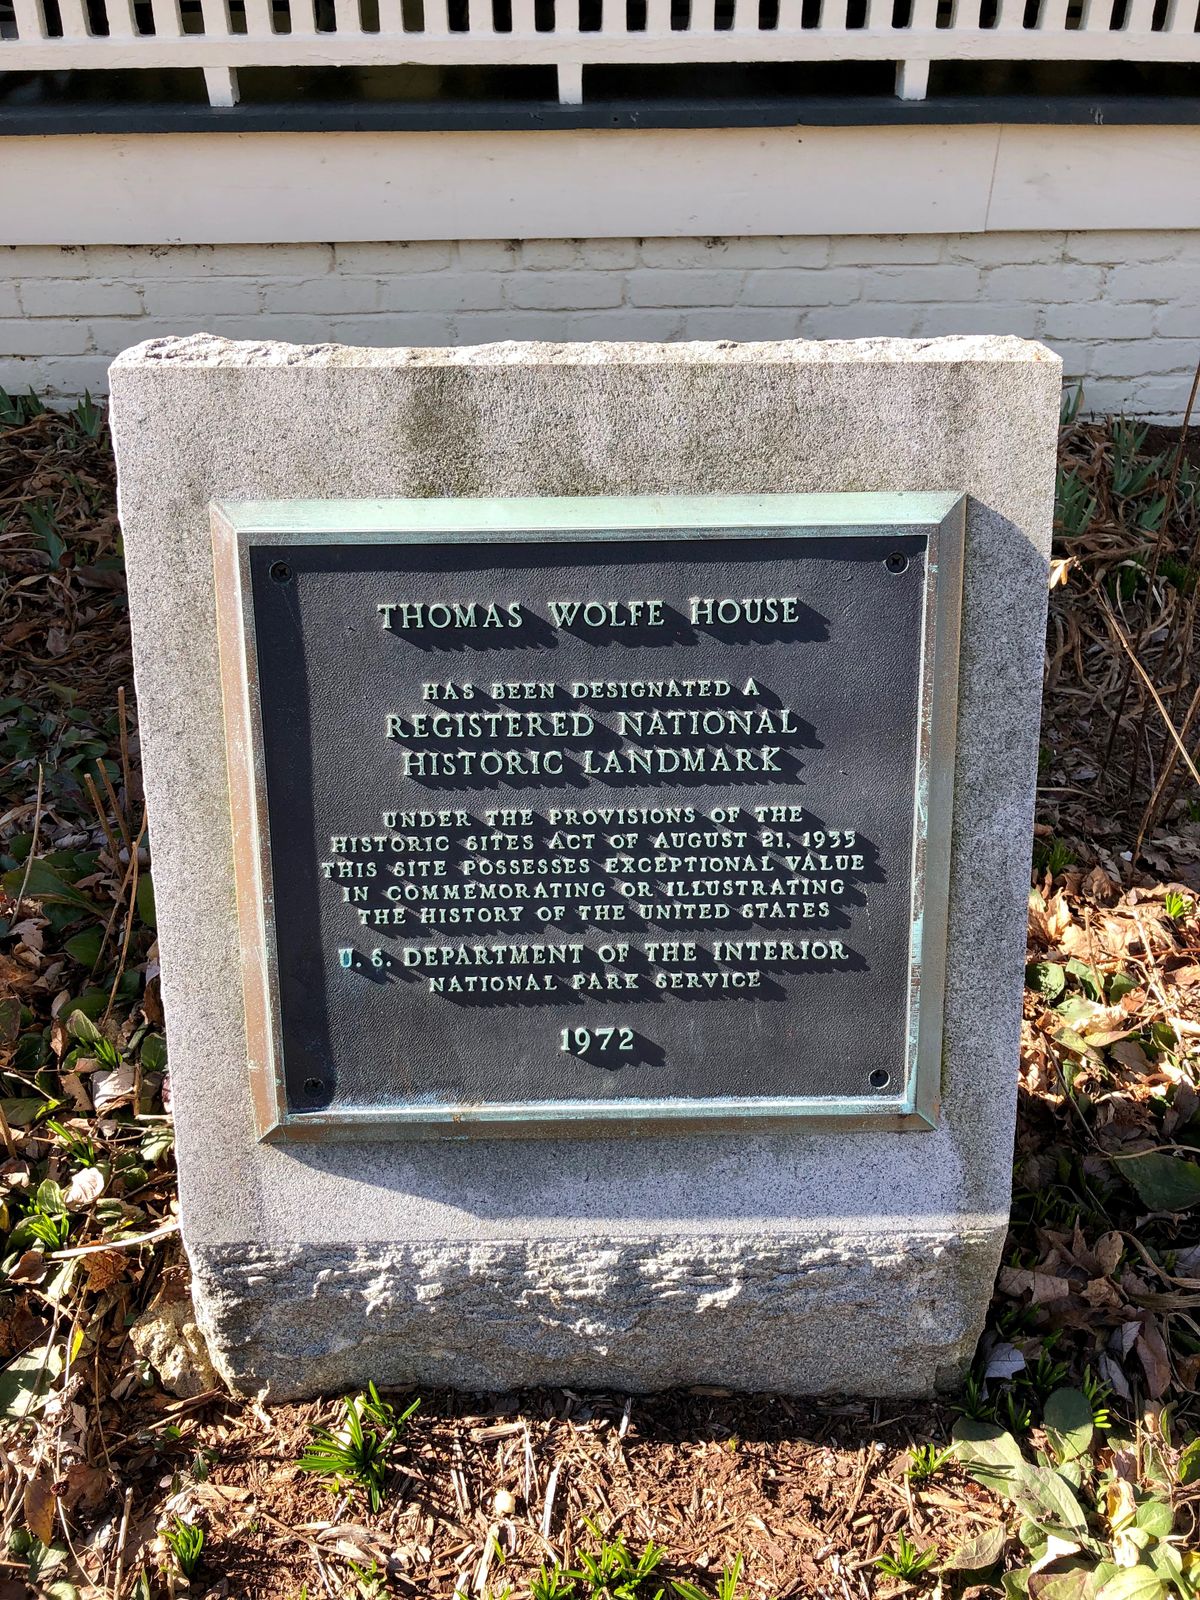 THOMAS WOLFE HOUSE
HAS BEEN DESIGNATED A
REGISTERED NATIONAL
HISTORIC LANDMARK
UNDER THE PROVISIONS OF THE
HISTORIC SITES ACT OF AUGUST 21, 1935
THIS SITE POSSESSES EXCEPTIONAL VALUE
IN COMMEMORATING OR ILLUSTRATING
THE HISTORY OF THE UNITED STATES
U. S. DEPARTMENT OF THE INTERIOR
NATIONAL PARK SERVICE
1972